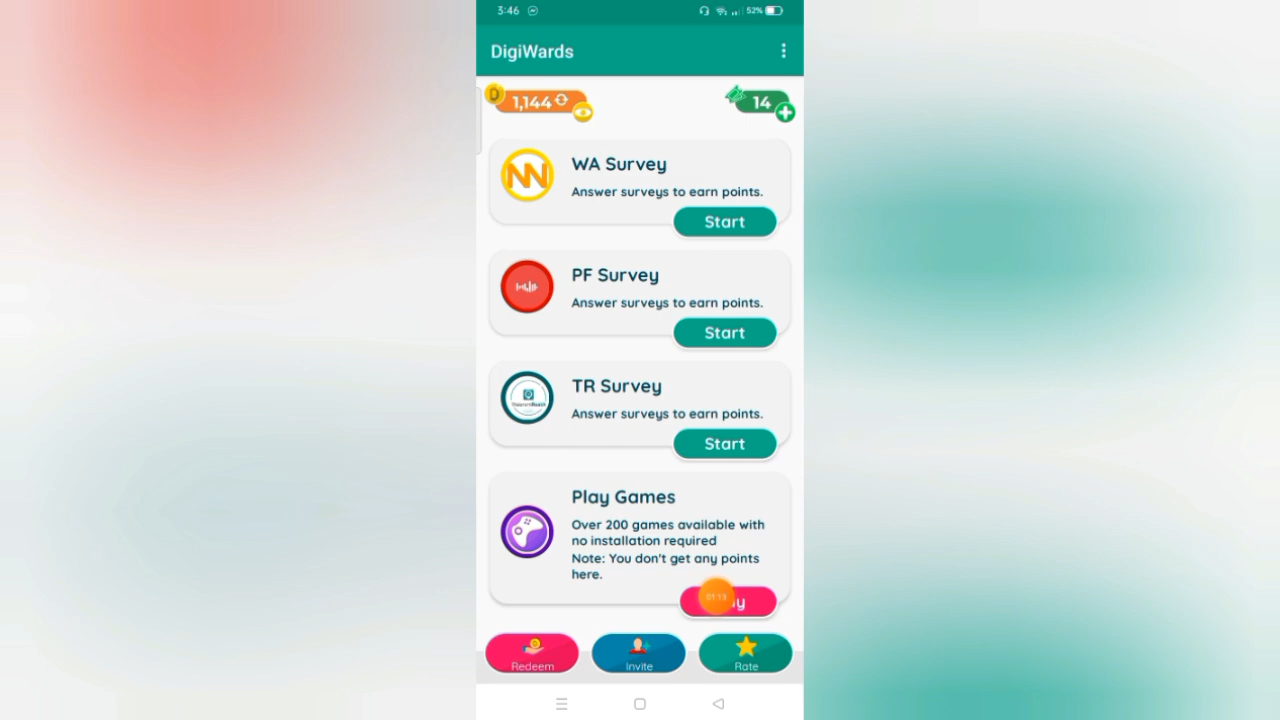 3:46
52%
DigiWards
1,144
14
WA Survey
Answer surveys to earn points.
Start
PF Survey
Answer surveys to earn points.
Start
TR Survey
Answer surveys to earn points.
Start
Play Games
Over 200 games available with
no installation required
Note: You don't get any points
here.
01:13
Redeem
Invite
Rate